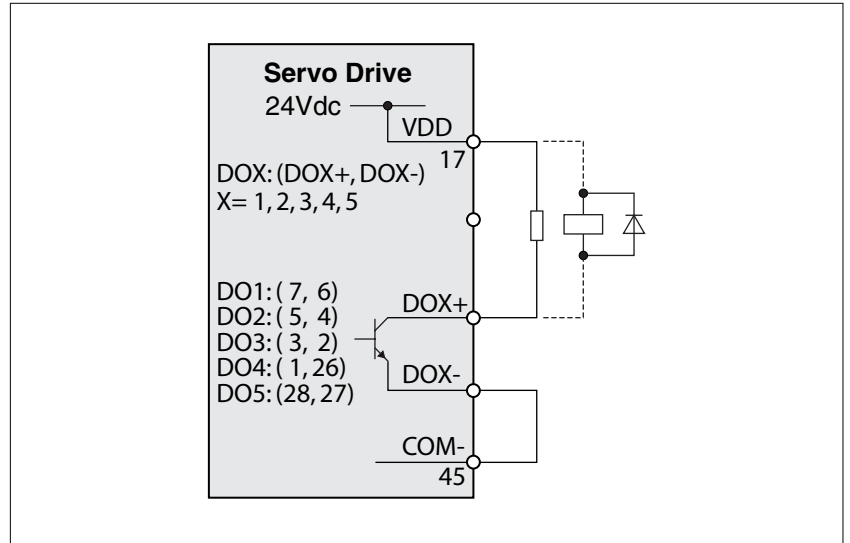 Servo Drive
24Vdc
VDD
17
DOX: (DOX+, DOX-)
X= 1, 2, 3, 4, 5
DO1: ( 7, 6)
DO2: ( 5, 4)
DO3: ( 3, 2)
DO4: ( 1, 26)
DO5: (28, 27)
DOX+
DOX-
COM-
45